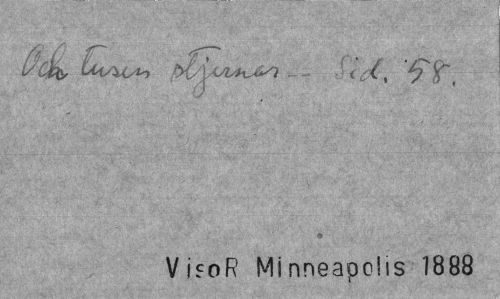 Och tusen stjernor -- Sid. 58.
VisoR Minneapolis 1888